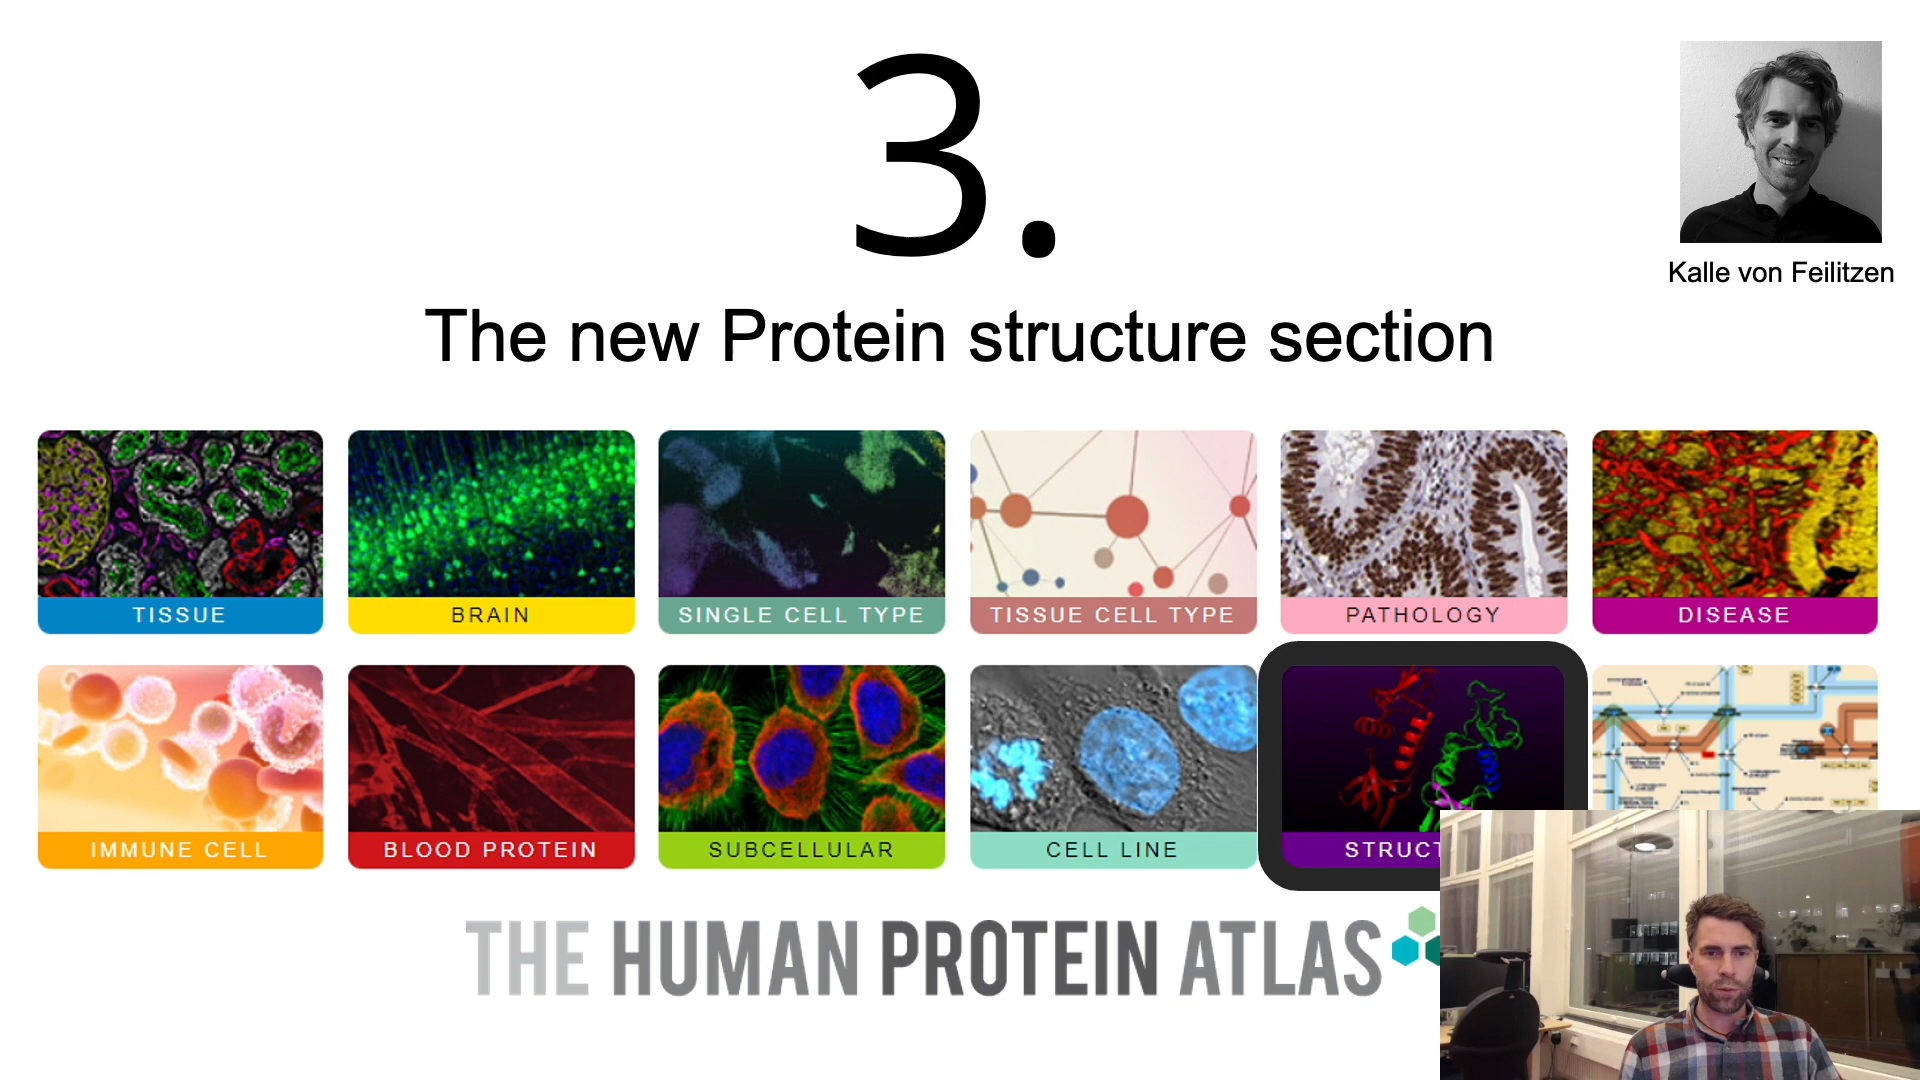 3.
Kalle von Feilitzen
The new Protein structure section
TISSUE
BRAIN
SINGLE CELL TYPE
TISSUE CELL TYPE
PATHOLOGY
DISEASE
IMMUNE CELL
BLOOD PROTEIN
SUBCELLULAR
CELL LINE
STRUCT
THE HUMAN PROTEIN ATLAS